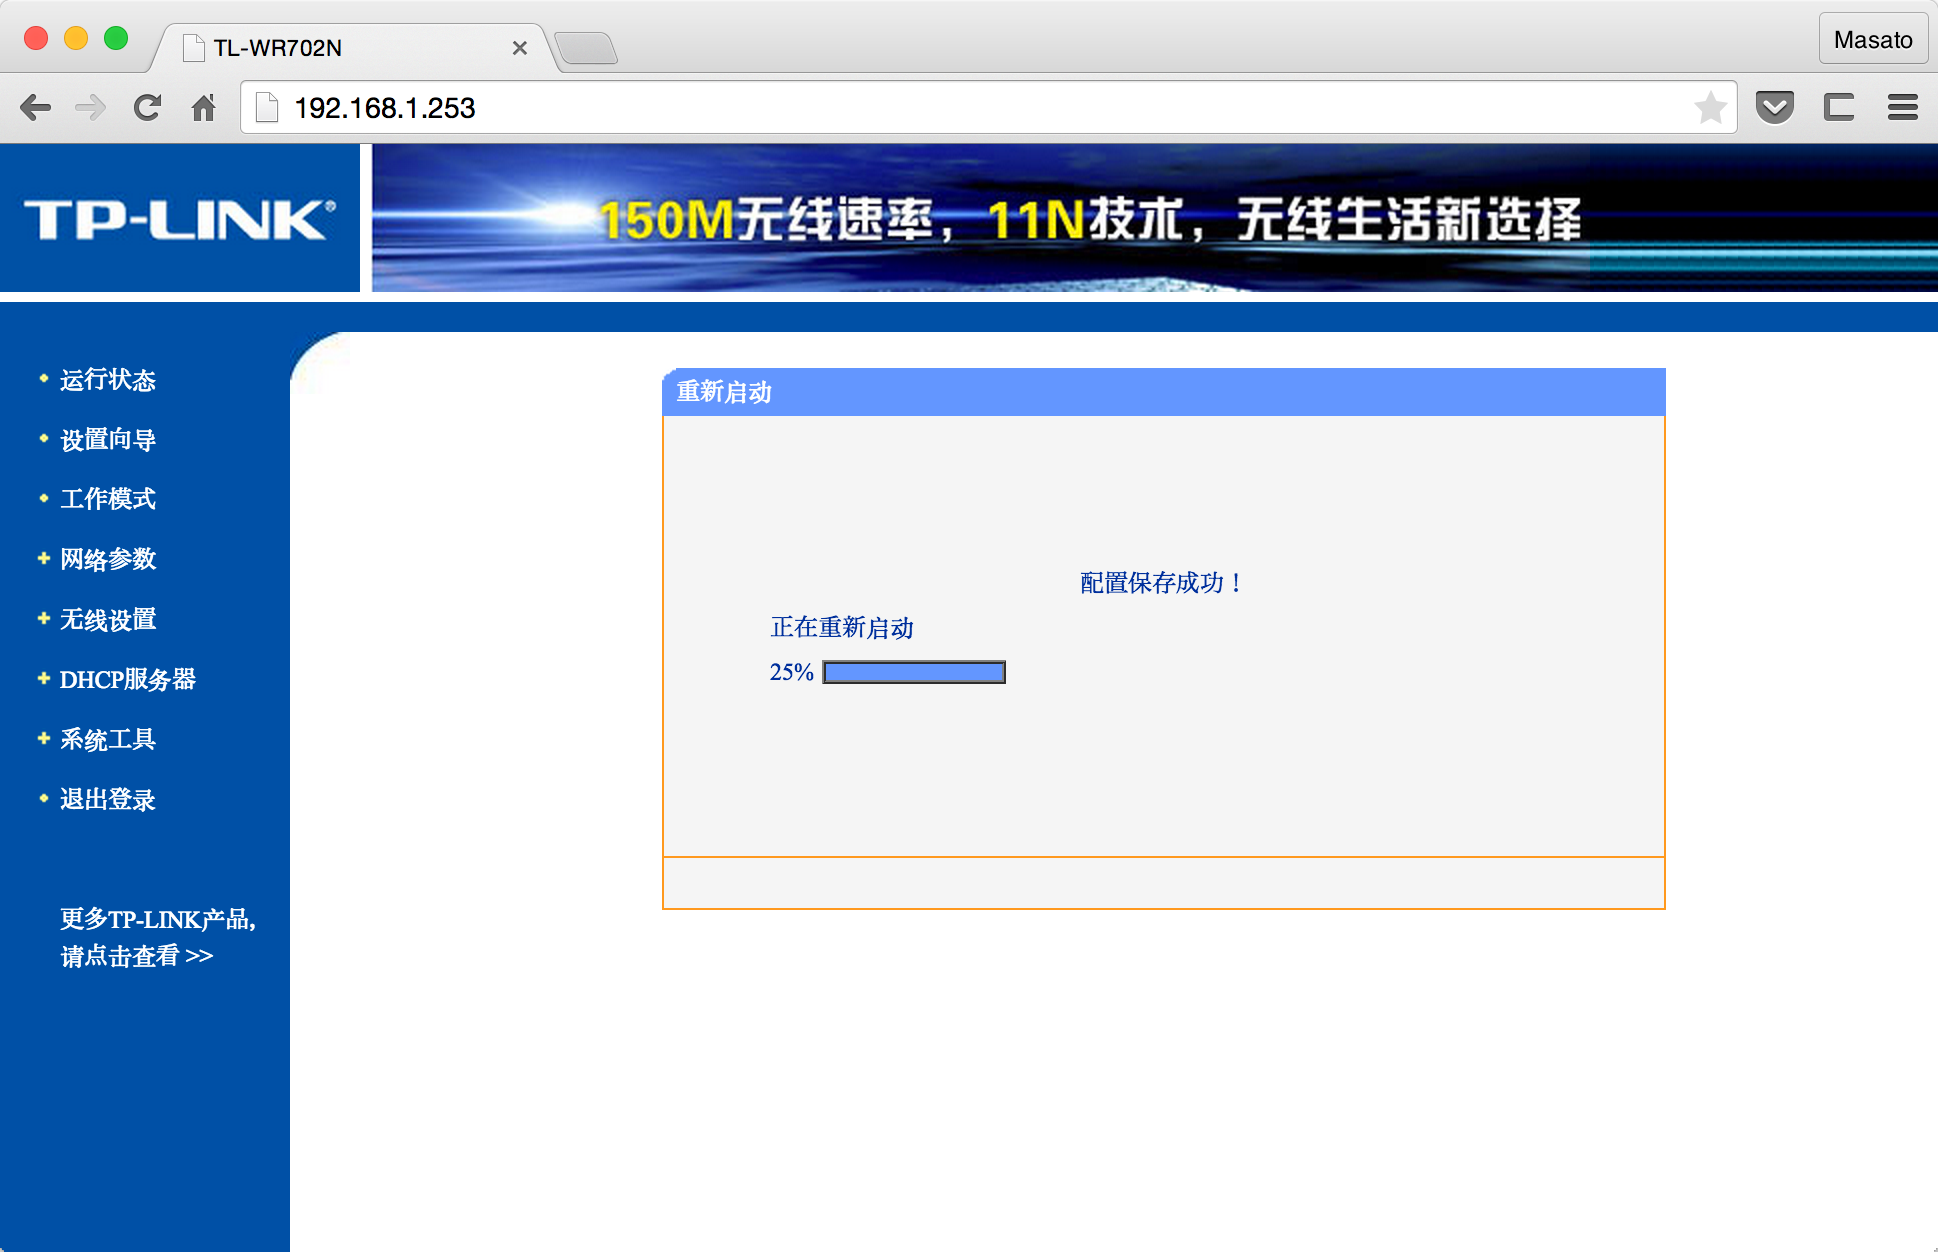 TL-WR702N
Masato
192.168.1.253
TP-LINK®
150M无线速率，11N技术，无线生活新选择
运行状态
设置向导
工作模式
网络参数
无线设置
DHCP服务器
系统工具
退出登录
更多TP-LINK产品,
请点击查看 >>
重新启动
配置保存成功！
正在重新启动
25%